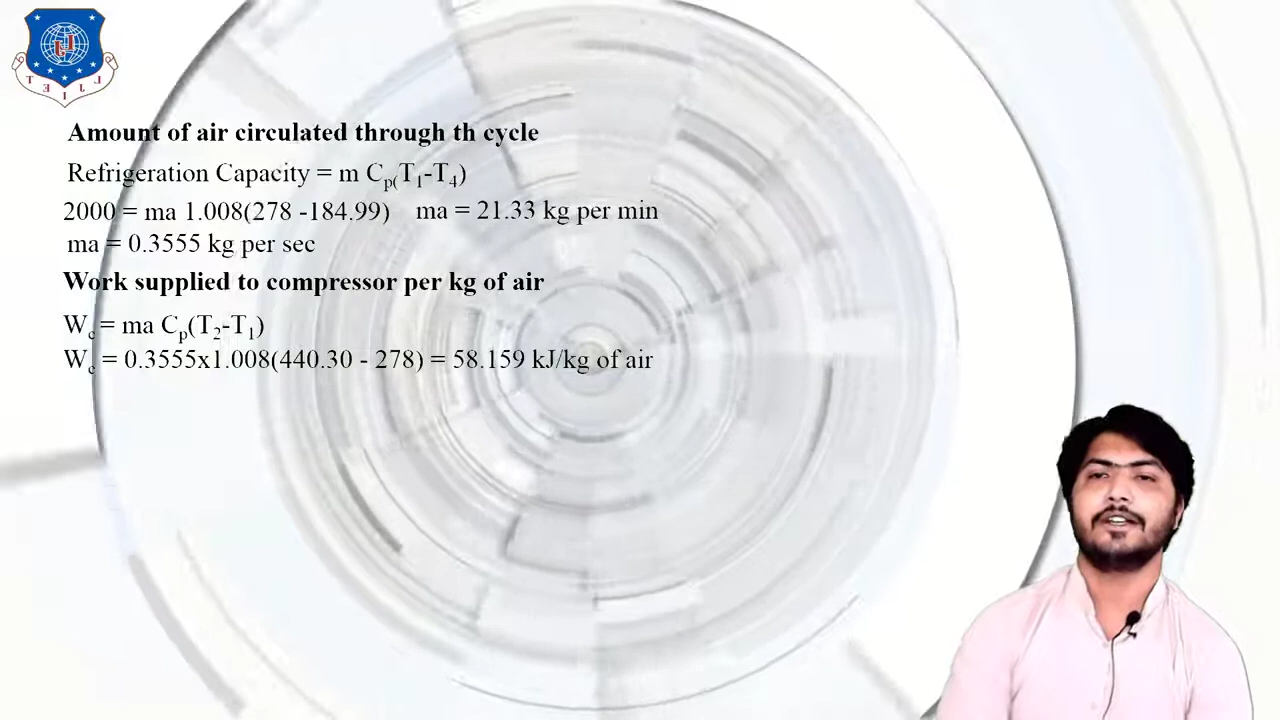 Amount of air circulated through th cycle
Refrigeration Capacity = m Cp(T1-T4)
2000 = ma 1.008(278 -184.99) ma = 21.33 kg per min
ma = 0.3555 kg per sec
Work supplied to compressor per kg of air
Wc = ma Cp(T2-T1)
Wc = 0.3555x1.008(440.30 - 278) = 58.159 kJ/kg of air